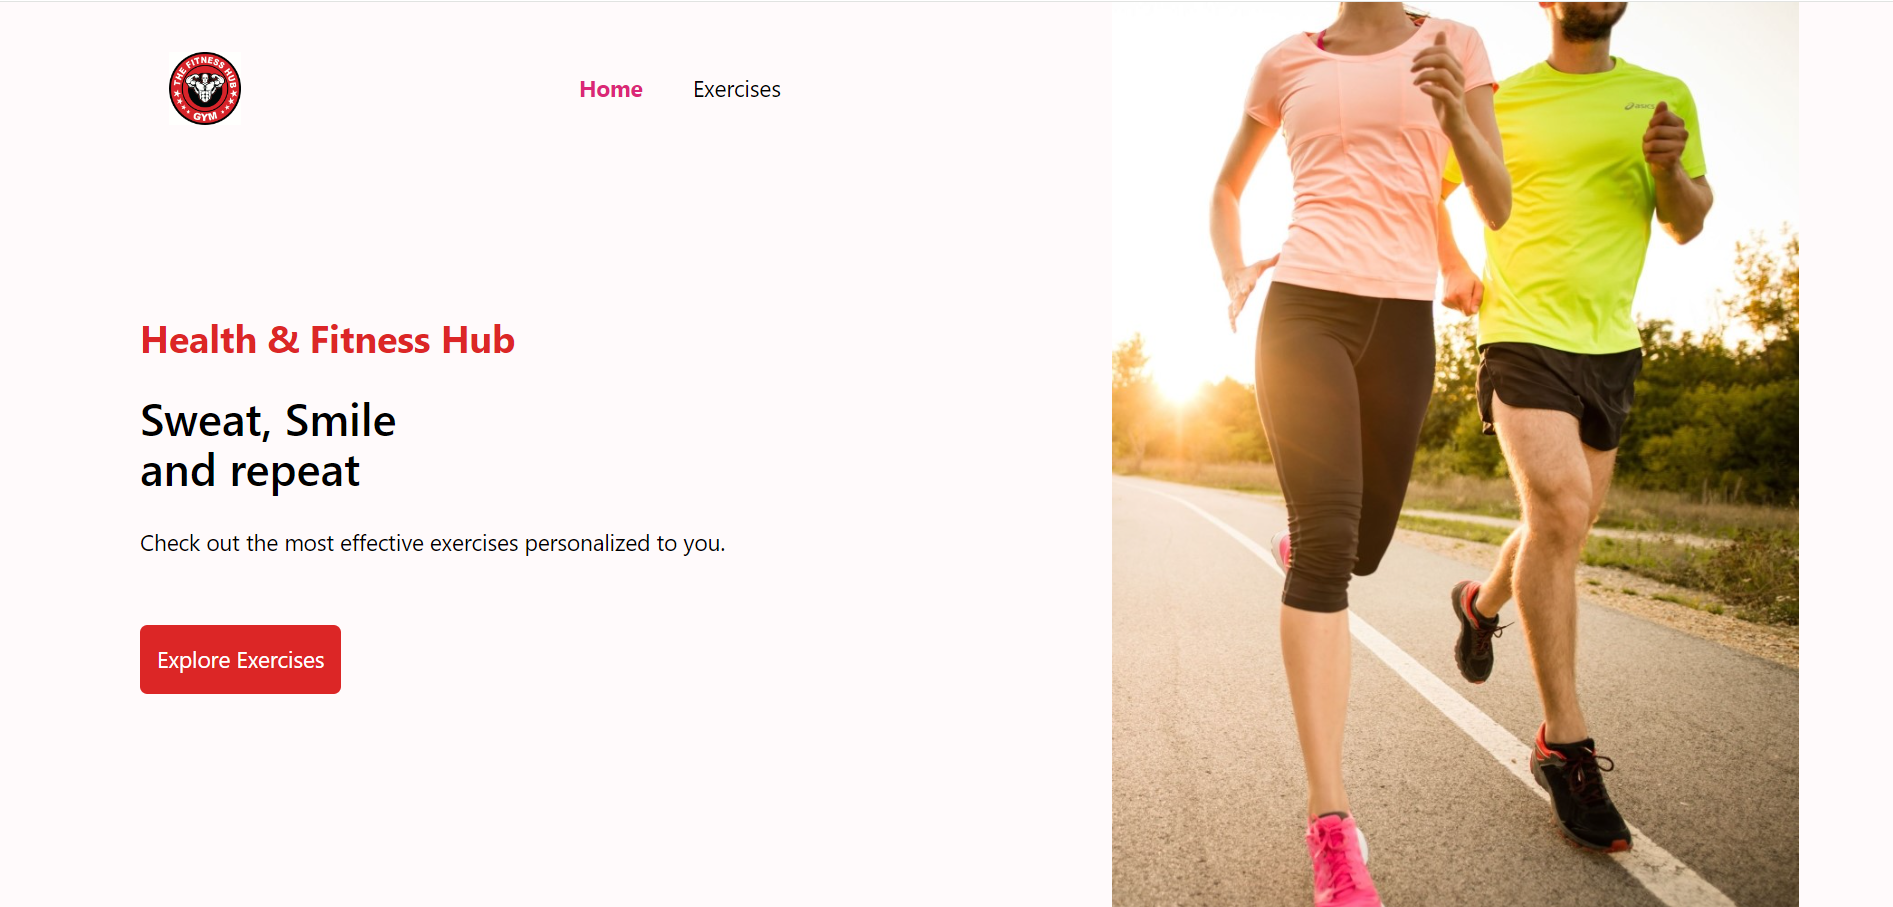 THE FITNESS HUB
GYM
Home
Exercises
asics
Health & Fitness Hub
Sweat, Smile
and repeat
Check out the most effective exercises personalized to you.
Explore Exercises